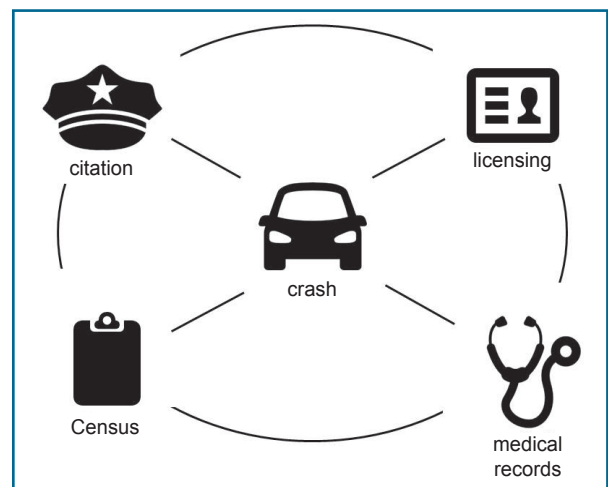 citation
licensing
crash
Census
medical
records